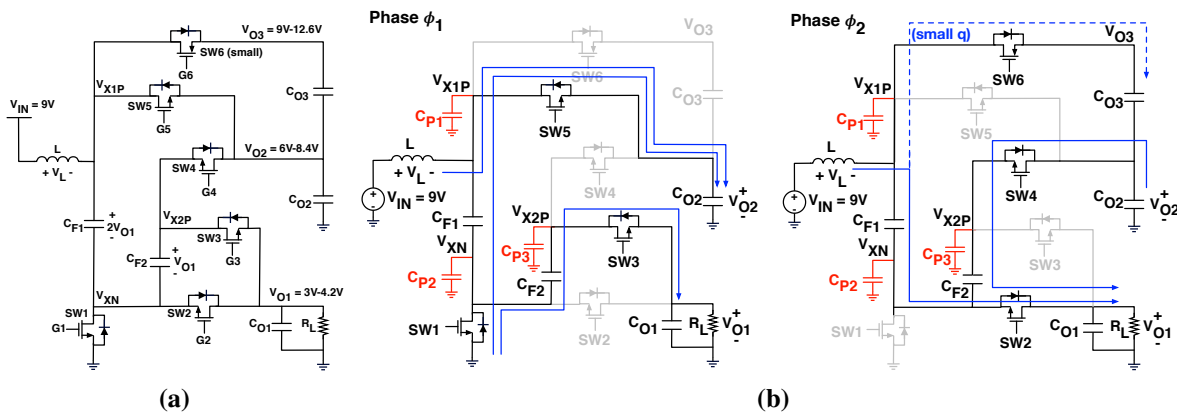 V_O3 = 9V-12.6V
SW6 (small)
G6
V_X1P
C_O3
V_IN = 9V
SW5
G5
L
+ V_L -
SW4
V_O2=6V-8.4V
G4
C_O2
C_F1
+
2V_O1
-
V_X2P
SW3
G3
C_F2
+
V_O1
-
V_XN
V_O1=3V-4.2V
SW1
G1
SW2
G2
C_O1
R_L
(a)
Phase ϕ_1
V_O3
SW6
V_X1P
C_P1
C_O3
SW5
L
+ V_L -
SW4
V_IN = 9V
C_O2
+
V_O2
-
C_F1
V_X2P
V_XN
C_P3
SW3
C_P2
C_F2
SW1
SW2
C_O1
R_L
+
V_O1
-
(b)
Phase ϕ_2
(small q)
V_O3
SW6
V_X1P
C_P1
C_O3
SW5
L
+ V_L -
SW4
V_IN = 9V
C_O2
+
V_O2
-
C_F1
V_X2P
V_XN
C_P3
SW3
C_P2
C_F2
SW1
SW2
C_O1
R_L
+
V_O1
-